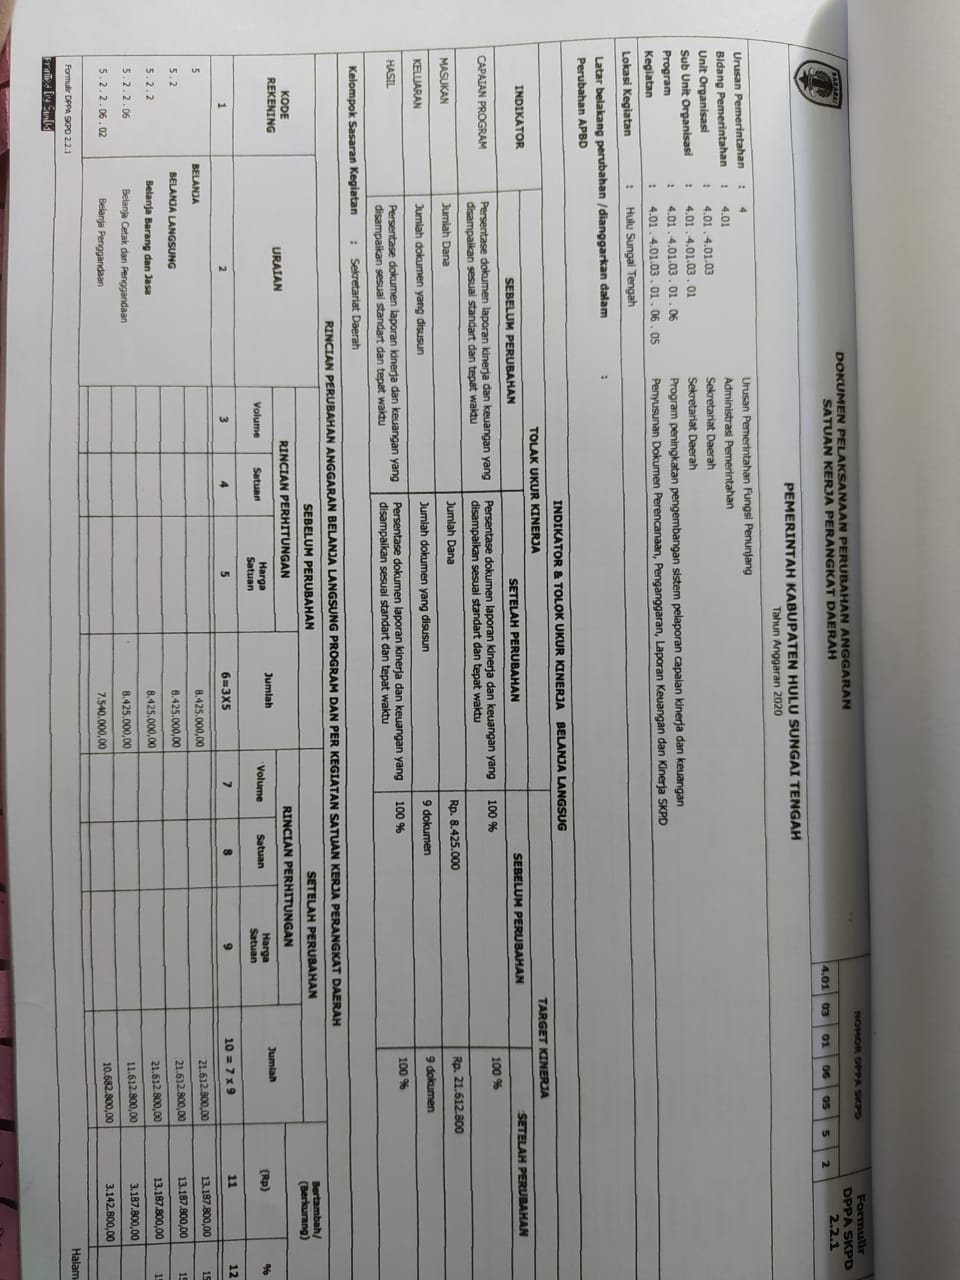 DOKUMEN PELAKSANAAN PERUBAHAN ANGGARAN
SATUAN KERJA PERANGKAT DAERAH
NOMOR DPPA SKPD
4.01 03 01 06 05 5 2
Formulir
DPPA SKPD
2.2.1
PEMERINTAH KABUPATEN HULU SUNGAI TENGAH
Tahun Anggaran 2020
Urusan Pemerintahan : 4 Urusan Pemerintahan Fungsi Penunjang
Bidang Pemerintahan : 4.01 Administrasi Pemerintahan
Unit Organisasi : 4.01 . 4.01.03 Sekretariat Daerah
Sub Unit Organisasi : 4.01 . 4.01.03 . 01 Sekretariat Daerah
Program : 4.01 . 4.01.03 . 01 . 06 Program peningkatan pengembangan sistem pelaporan capaian kinerja dan keuangan
Kegiatan : 4.01 . 4.01.03 . 01 . 06 . 05 Penyusunan Dokumen Perencanaan, Penganggaran, Laporan Keuangan dan Kinerja SKPD
Lokasi Kegiatan : Hulu Sungai Tengah
Latar belakang perubahan /dianggarkan dalam :
Perubahan APBD
INDIKATOR & TOLOK UKUR KINERJA BELANJA LANGSUG
INDIKATOR TOLAK UKUR KINERJA TARGET KINERJA
SEBELUM PERUBAHAN SETELAH PERUBAHAN SEBELUM PERUBAHAN SETELAH PERUBAHAN
CAPAIAN PROGRAM Persentase dokumen laporan kinerja dan keuangan yang Persentase dokumen laporan kinerja dan keuangan yang 100 % 100 %
disampaikan sesuai standart dan tepat waktu disampaikan sesuai standart dan tepat waktu
MASUKAN Jumlah Dana Jumlah Dana Rp. 8.425.000 Rp. 21.612.800
KELUARAN Jumlah dokumen yang disusun Jumlah dokumen yang disusun 9 dokumen 9 dokumen
HASIL Persentase dokumen laporan kinerja dan keuangan yang Persentase dokumen laporan kinerja dan keuangan yang 100 % 100 %
disampaikan sesuai standart dan tepat waktu disampaikan sesuai standart dan tepat waktu
Kelompok Sasaran Kegiatan : Sekretariat Daerah
RINCIAN PERUBAHAN ANGGARAN BELANJA LANGSUNG PROGRAM DAN PER KEGIATAN SATUAN KERJA PERANGKAT DAERAH
KODE
REKENING
URAIAN
SEBELUM PERUBAHAN SETELAH PERUBAHAN Bertambah/
(Berkurang)
RINCIAN PERHITUNGAN Jumlah RINCIAN PERHITUNGAN Jumlah
Volume Satuan Harga
Satuan
Volume Satuan Harga
Satuan
(Rp) %
1 2 3 4 5 6=3X5 7 8 9 10 = 7 x 9 11 12
5 BELANJA 8.425.000,00 21.612.800,00 13.187.800,00 15
5 . 2 BELANJA LANGSUNG 8.425.000,00 21.612.800,00 13.187.800,00 15
5 . 2 . 2 Belanja Barang dan Jasa 8.425.000,00 21.612.800,00 13.187.800,00
5 . 2 . 2 . 06 Belanja Cetak dan Penggandaan 8.425.000,00 11.612.800,00 3.187.800,00
5 . 2 . 2 . 06 . 02 Belanja Penggandaan 7.540.000,00 10.682.800,00 3.142.800,00
Formulir DPPA SKPD 2.2.1
Halam
Printed by